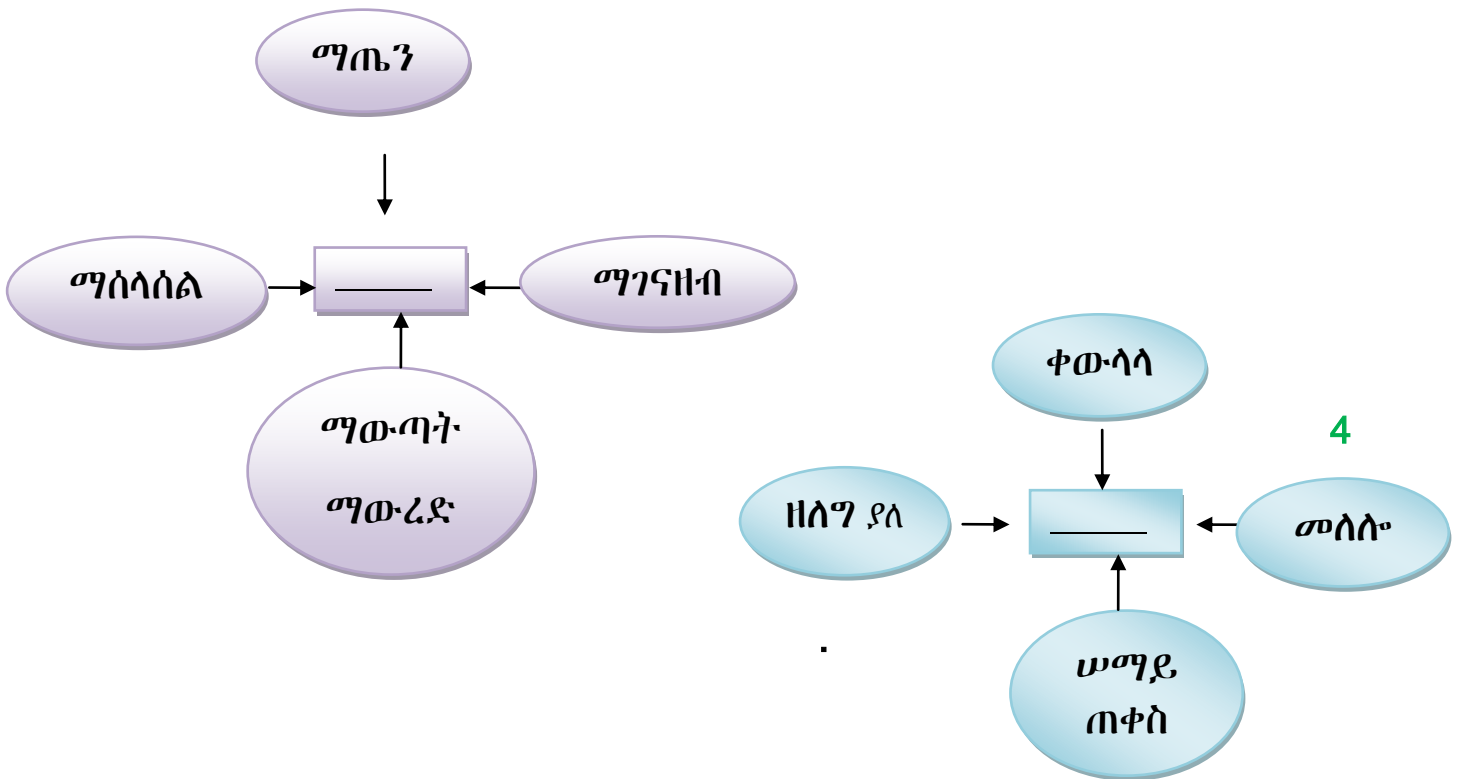 ማጤን
ማሰላሰል
ማገናዘብ
ማውጣት
ማውረድ
ቀውላላ
4
ዘለግ ያለ
መለሎ
.
ሠማይ
ጠቀስ